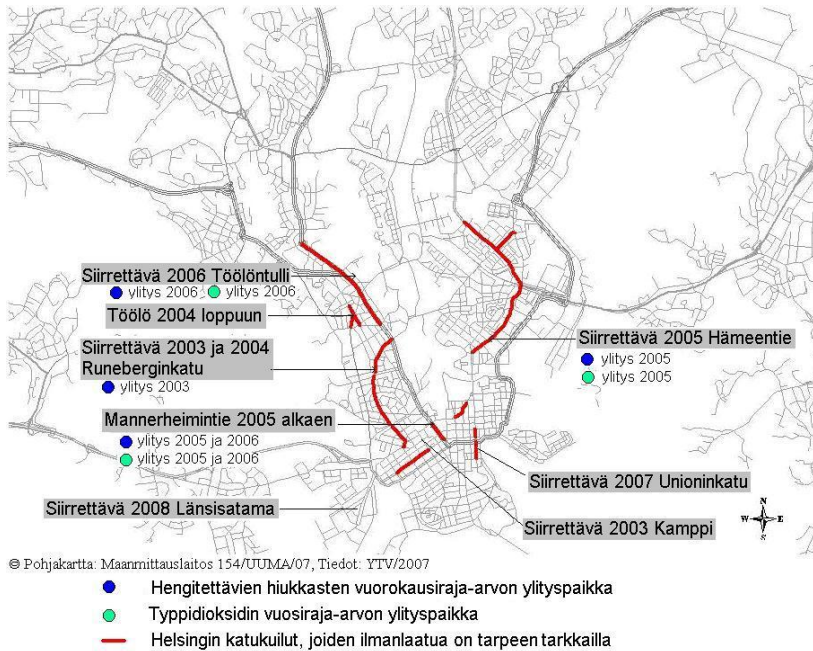 Siirrettävä 2006 Töölöntulli
ylitys 2006 ylitys 2006
Töölö 2004 loppuun
Siirrettävä 2003 ja 2004
Runeberginkatu
ylitys 2003
Mannerheimintie 2005 alkaen
ylitys 2005 ja 2006
ylitys 2005 ja 2006
Siirrettävä 2008 Länsisatama
Siirrettävä 2005 Hämeentie
ylitys 2005
ylitys 2005
Siirrettävä 2007 Unioninkatu
Siirrettävä 2003 Kamppi
N
W E
S
© Pohjakartta: Maanmittauslaitos 154/UUMA/07, Tiedot: YTV/2007
Hengitettävien hiukkasten vuorokausiraja-arvon ylityspaikka
Typpidioksidin vuosiraja-arvon ylityspaikka
Helsingin katukuilut, joiden ilmanlaatua on tarpeen tarkkailla